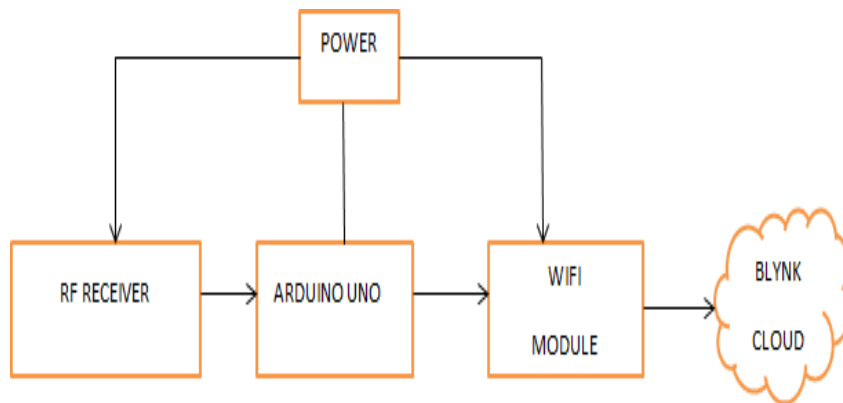 POWER
RF RECEIVER
ARDUINO UNO
WIFI
MODULE
BLYNK
CLOUD